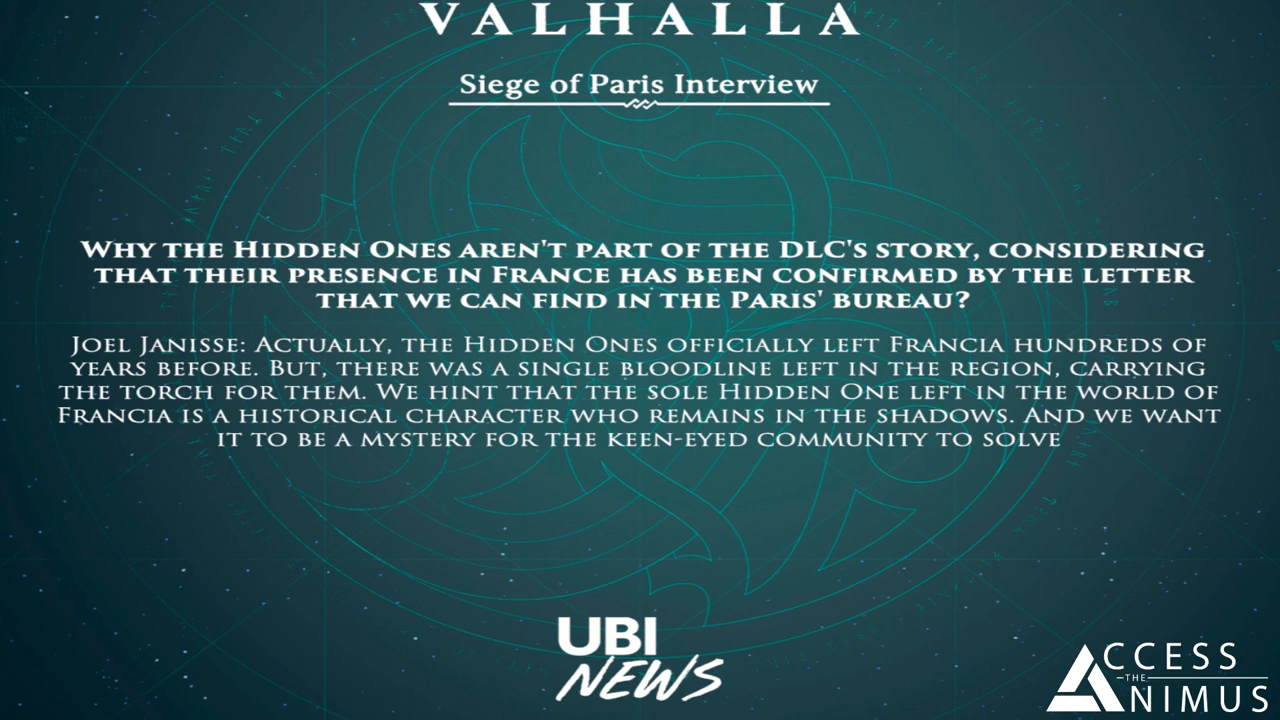 VALHALLA
Siege of Paris Interview
Why the Hidden Ones aren't part of the DLC's story, considering
that their presence in France has been confirmed by the letter
that we can find in the Paris' bureau?
Joel Janisse: Actually, the Hidden Ones officially left Francia hundreds of
years before. But, there was a single bloodline left in the region, carrying
the torch for them. We hint that the sole Hidden One left in the world of
Francia is a historical character who remains in the shadows. And we want
it to be a mystery for the keen-eyed community to solve
UBI
NEWS
ACCESS
THE
ANIMUS